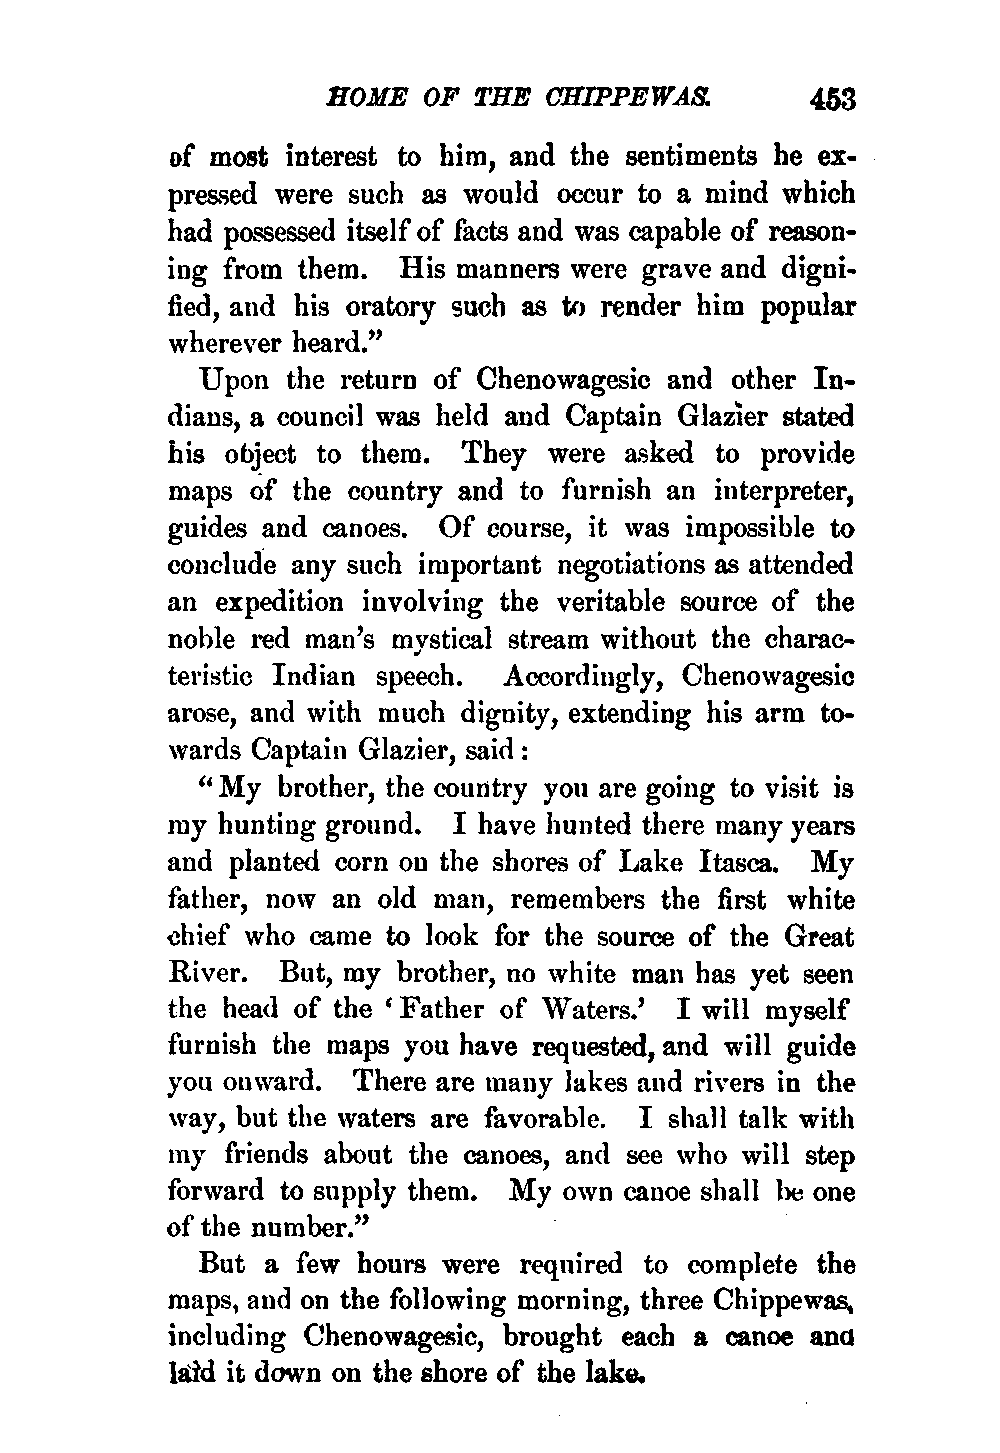 HOME OF THE CHIPPEWAS. 453
of most interest to him, and the sentiments he ex-
pressed were such as would occur to a mind which
had possessed itself of facts and was capable of reason-
ing from them. His manners were grave and digni-
fied, and his oratory such as to render him popular
wherever heard.”
Upon the return of Chenowagesic and other In-
dians, a council was held and Captain Glazier stated
his object to them. They were asked to provide
maps of the country and to furnish an interpreter,
guides and canoes. Of course, it was impossible to
conclude any such important negotiations as attended
an expedition involving the veritable source of the
noble red man’s mystical stream without the charac-
teristic Indian speech. Accordingly, Chenowagesic
arose, and with much dignity, extending his arm to-
wards Captain Glazier, said :
“My brother, the country you are going to visit is
my hunting ground. I have hunted there many years
and planted corn on the shores of Lake Itasca. My
father, now an old man, remembers the first white
chief who came to look for the source of the Great
River. But, my brother, no white man has yet seen
the head of the ‘Father of Waters.’ I will myself
furnish the maps you have requested, and will guide
you onward. There are many lakes and rivers in the
way, but the waters are favorable. I shall talk with
my friends about the canoes, and see who will step
forward to supply them. My own canoe shall be one
of the number.”
But a few hours were required to complete the
maps, and on the following morning, three Chippewas,
including Chenowagesic, brought each a canoe and
laid it down on the shore of the lake.